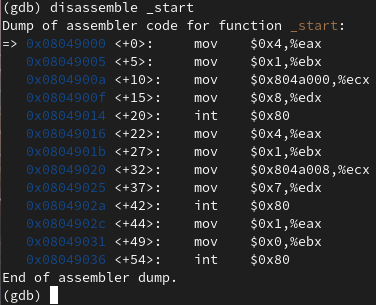 (gdb) disassemble _start
Dump of assembler code for function _start:
=> 0x08049000 <+0>:     mov    $0x4,%eax
   0x08049005 <+5>:     mov    $0x1,%ebx
   0x0804900a <+10>:    mov    $0x804a000,%ecx
   0x0804900f <+15>:    mov    $0x8,%edx
   0x08049014 <+20>:    int    $0x80
   0x08049016 <+22>:    mov    $0x4,%eax
   0x0804901b <+27>:    mov    $0x1,%ebx
   0x08049020 <+32>:    mov    $0x804a008,%ecx
   0x08049025 <+37>:    mov    $0x7,%edx
   0x0804902a <+42>:    int    $0x80
   0x0804902c <+44>:    mov    $0x1,%eax
   0x08049031 <+49>:    mov    $0x0,%ebx
   0x08049036 <+54>:    int    $0x80
End of assembler dump.
(gdb)